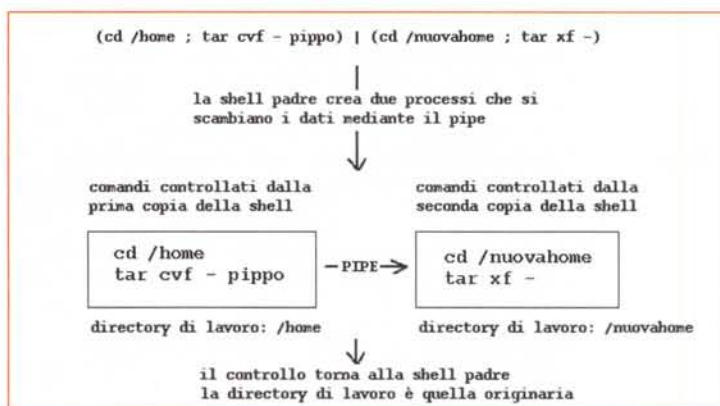 (cd /home ; tar cvf - pippo) | (cd /nuovahome ; tar xf -)
la shell padre crea due processi che si
scambiano i dati mediante il pipe
comandi controllati dalla
prima copia della shell
comandi controllati dalla
seconda copia della shell
cd /home
tar cvf - pippo
PIPE
cd /nuovahome
tar xf -
directory di lavoro: /home
directory di lavoro: /nuovahome
il controllo torna alla shell padre
la directory di lavoro è quella originaria